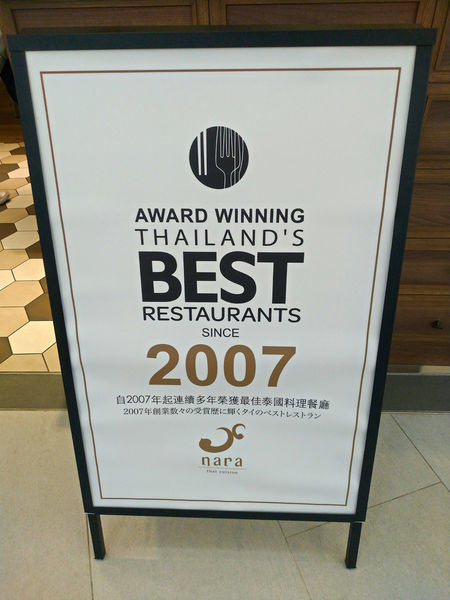 AWARD WINNING
THAILAND'S
BEST
RESTAURANTS
SINCE
2007
自2007年起連續多年榮獲最佳泰國料理餐廳
2007年創業数々の受賞歴に輝くタイのベストレストラン
nara
thai cuisine